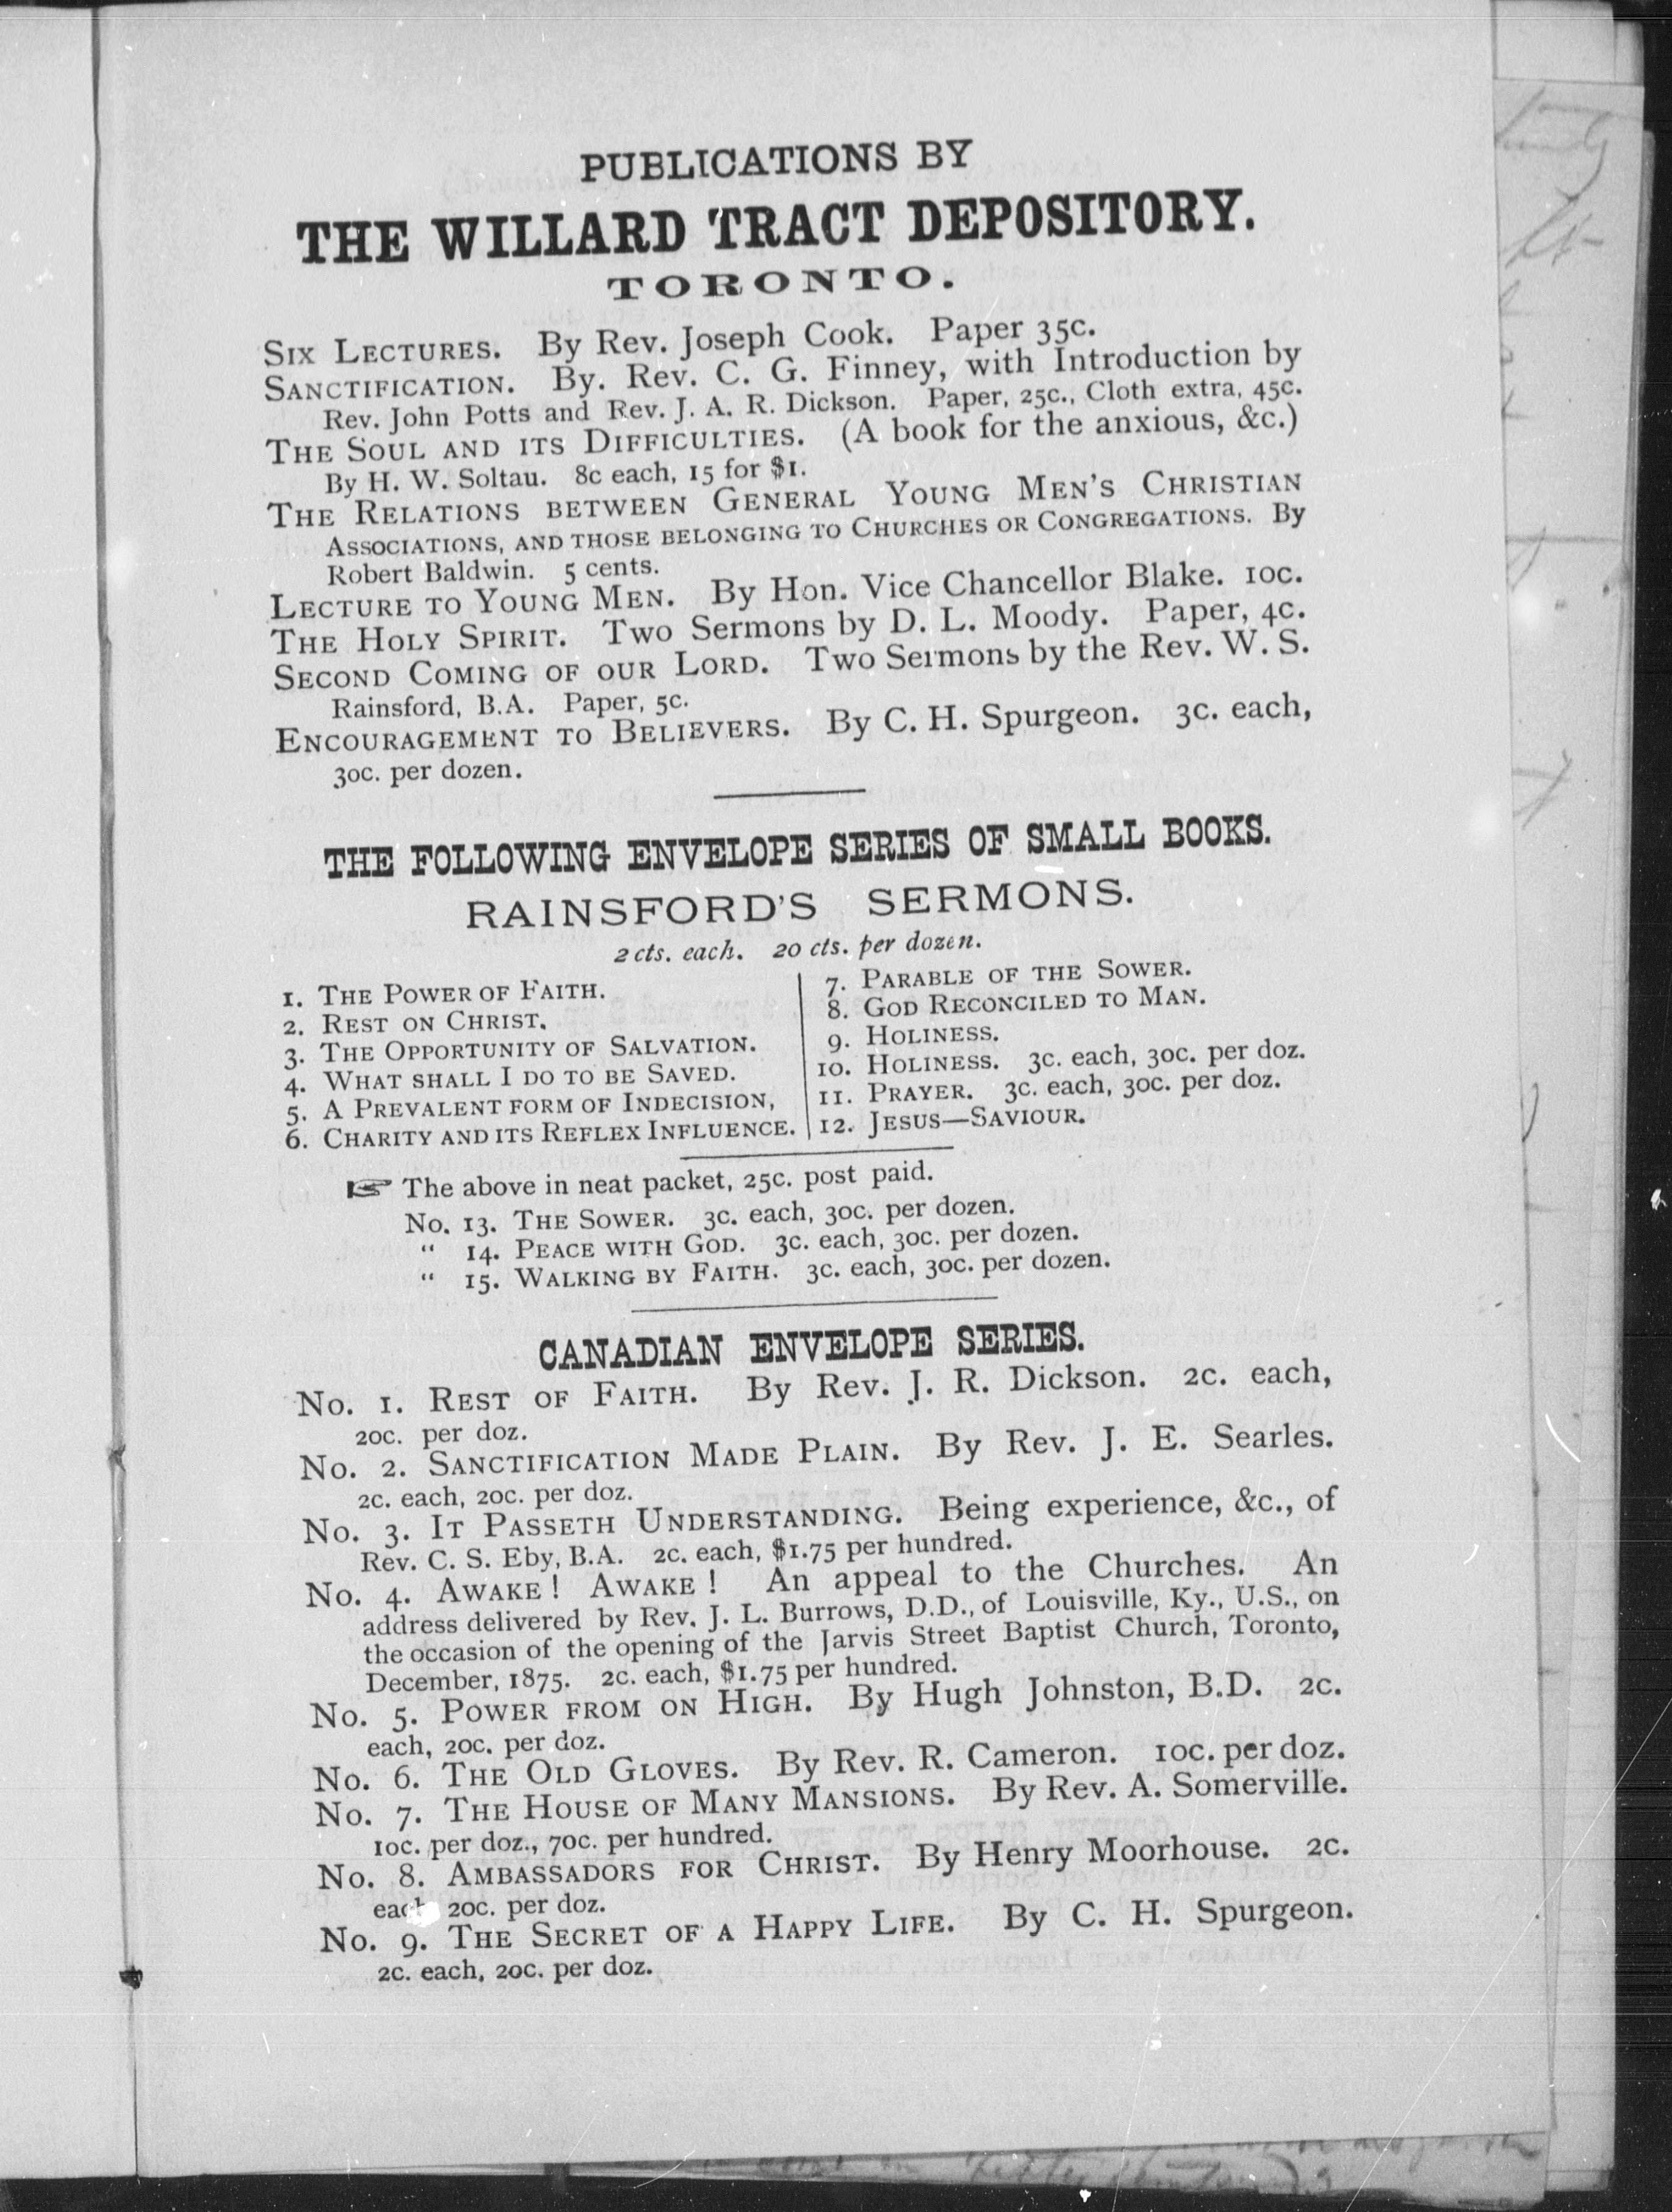 PUBLICATIONS BY
THE WILLARD TRACT DEPOSITORY.
TORONTO.
SIX LECTURES. By Rev. Joseph Cook. Paper 35c.
SANCTIFICATION. By. Rev. C. G. Finney, with Introduction by
Rev. John Potts and Rev. J. A. R. Dickson. Paper, 25c., Cloth extra, 45c.
THE SOUL AND ITS DIFFICULTIES. (A book for the anxious, &c.)
By H. W. Soltau. 8c each, 15 for $1.
THE RELATIONS BETWEEN GENERAL YOUNG MEN'S CHRISTIAN
ASSOCIATIONS, AND THOSE BELONGING TO CHURCHES OR CONGREGATIONS. By
Robert Baldwin. 5 cents.
LECTURE TO YOUNG MEN. By Hon. Vice Chancellor Blake. 10c.
THE HOLY SPIRIT. Two Sermons by D. L. Moody. Paper, 4c.
SECOND COMING OF OUR LORD. Two Sermons by the Rev. W. S.
Rainsford, B.A. Paper, 5c.
ENCOURAGEMENT TO BELIEVERS. By C. H. Spurgeon. 3c. each,
30c. per dozen.
THE FOLLOWING ENVELOPE SERIES OF SMALL BOOKS.
RAINSFORD'S SERMONS.
2 cts. each. 20 cts. per dozen.
1. THE POWER OF FAITH.
2. REST ON CHRIST.
3. THE OPPORTUNITY OF SALVATION.
4. WHAT SHALL I DO TO BE SAVED.
5. A PREVALENT FORM OF INDECISION,
6. CHARITY AND ITS REFLEX INFLUENCE.
7. PARABLE OF THE SOWER.
8. GOD RECONCILED TO MAN.
9. HOLINESS.
10. HOLINESS. 3c. each, 30c. per doz.
11. PRAYER. 3c. each, 30c. per doz.
12. JESUS—SAVIOUR.
☞ The above in neat packet, 25c. post paid.
No. 13. THE SOWER. 3c. each, 30c. per dozen.
" 14. PEACE WITH GOD. 3c. each, 30c. per dozen.
" 15. WALKING BY FAITH. 3c. each, 30c. per dozen.
CANADIAN ENVELOPE SERIES.
No. 1. REST OF FAITH. By Rev. J. R. Dickson. 2c. each,
20c. per doz.
No. 2. SANCTIFICATION MADE PLAIN. By Rev. J. E. Searles.
2c. each, 20c. per doz.
No. 3. IT PASSETH UNDERSTANDING. Being experience, &c., of
Rev. C. S. Eby, B.A. 2c. each, $1.75 per hundred.
No. 4. AWAKE! AWAKE! An appeal to the Churches. An
address delivered by Rev. J. L. Burrows, D.D., of Louisville, Ky., U.S., on
the occasion of the opening of the Jarvis Street Baptist Church, Toronto,
December, 1875. 2c. each, $1.75 per hundred.
No. 5. POWER FROM ON HIGH. By Hugh Johnston, B.D. 2c.
each, 20c. per doz.
No. 6. THE OLD GLOVES. By Rev. R. Cameron. 10c. per doz.
No. 7. THE HOUSE OF MANY MANSIONS. By Rev. A. Somerville.
10c. per doz., 70c. per hundred.
No. 8. AMBASSADORS FOR CHRIST. By Henry Moorhouse. 2c.
each 20c. per doz.
No. 9. THE SECRET OF A HAPPY LIFE. By C. H. Spurgeon.
2c. each, 20c. per doz.